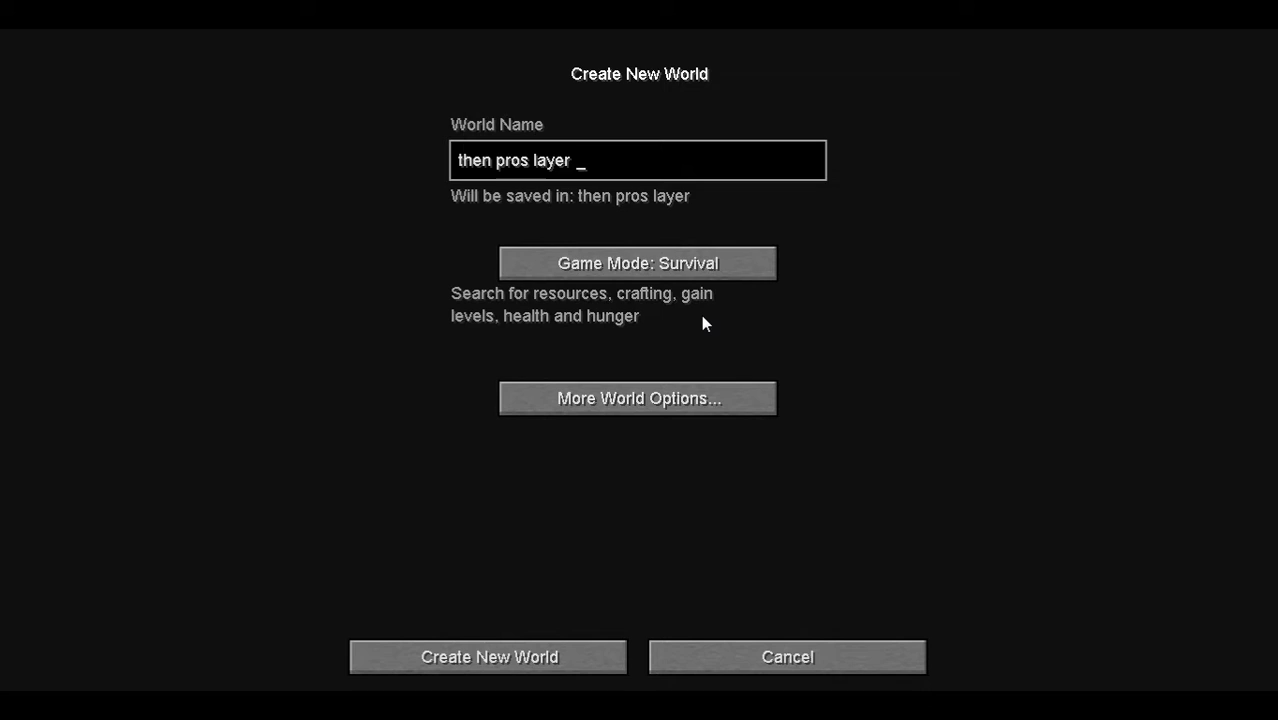 Create New World
World Name
then pros layer _
Will be saved in: then pros layer
Game Mode: Survival
Search for resources, crafting, gain
levels, health and hunger
More World Options...
Create New World
Cancel